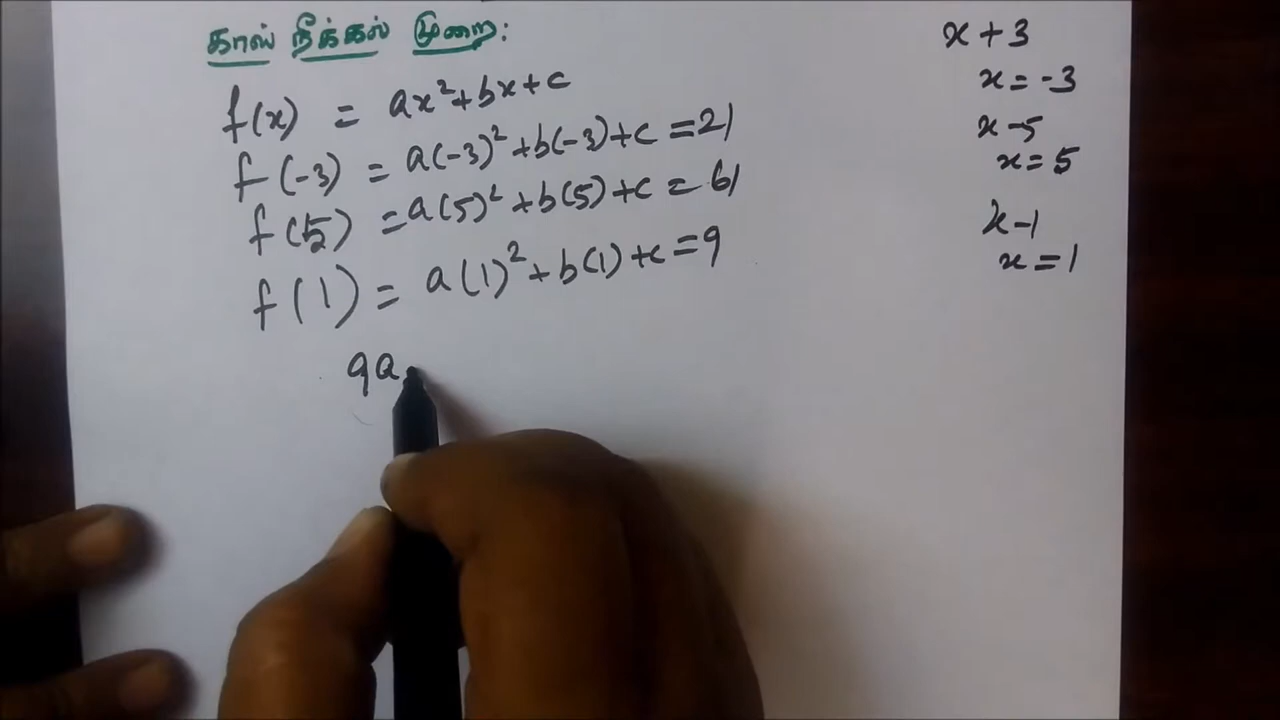 காஸ் நீக்கல் முறை:
f(x) = ax²+bx+c
f(-3) = a(-3)²+b(-3)+c = 21
f(5) = a(5)²+b(5)+c = 61
f(1) = a(1)²+b(1)+c = 9
9a
x+3
x=-3
x-5
x=5
x-1
x=1